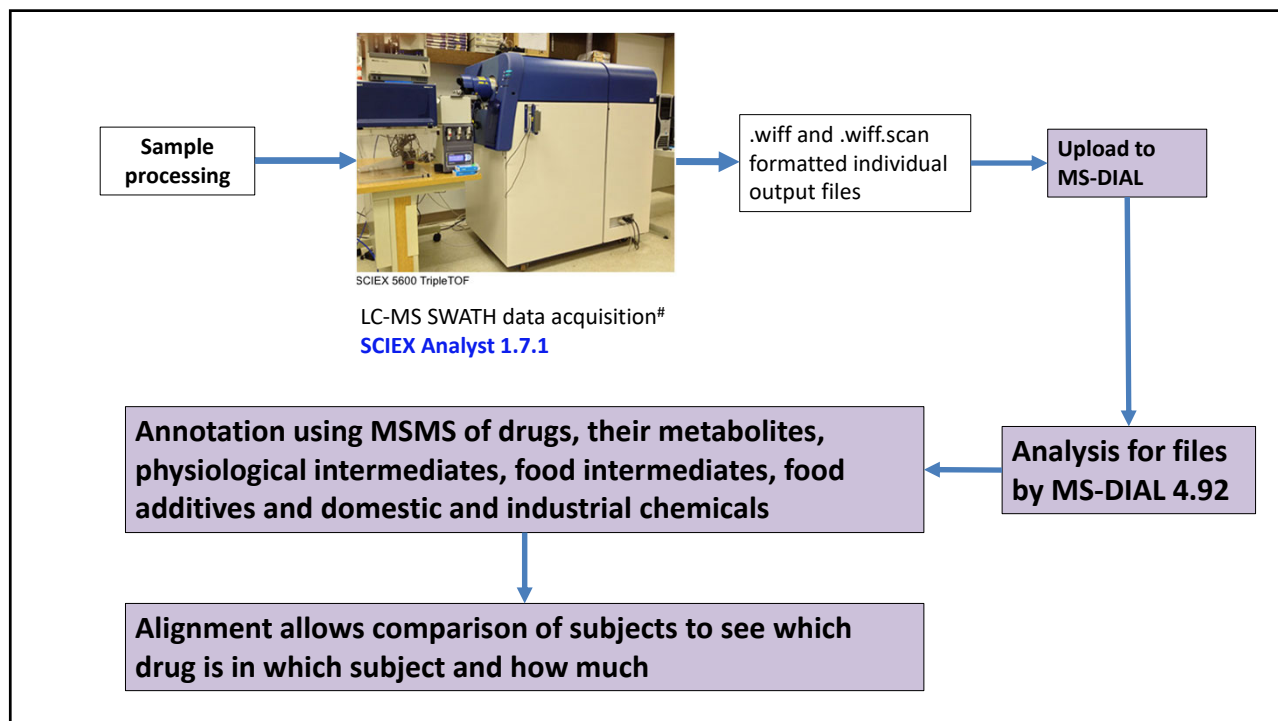 Sample
processing
SCIEX 5600 TripleTOF
LC-MS SWATH data acquisition#
SCIEX Analyst 1.7.1
.wiff and .wiff.scan
formatted individual
output files
Upload to
MS-DIAL
Analysis for files
by MS-DIAL 4.92
Annotation using MSMS of drugs, their metabolites,
physiological intermediates, food intermediates, food
additives and domestic and industrial chemicals
Alignment allows comparison of subjects to see which
drug is in which subject and how much